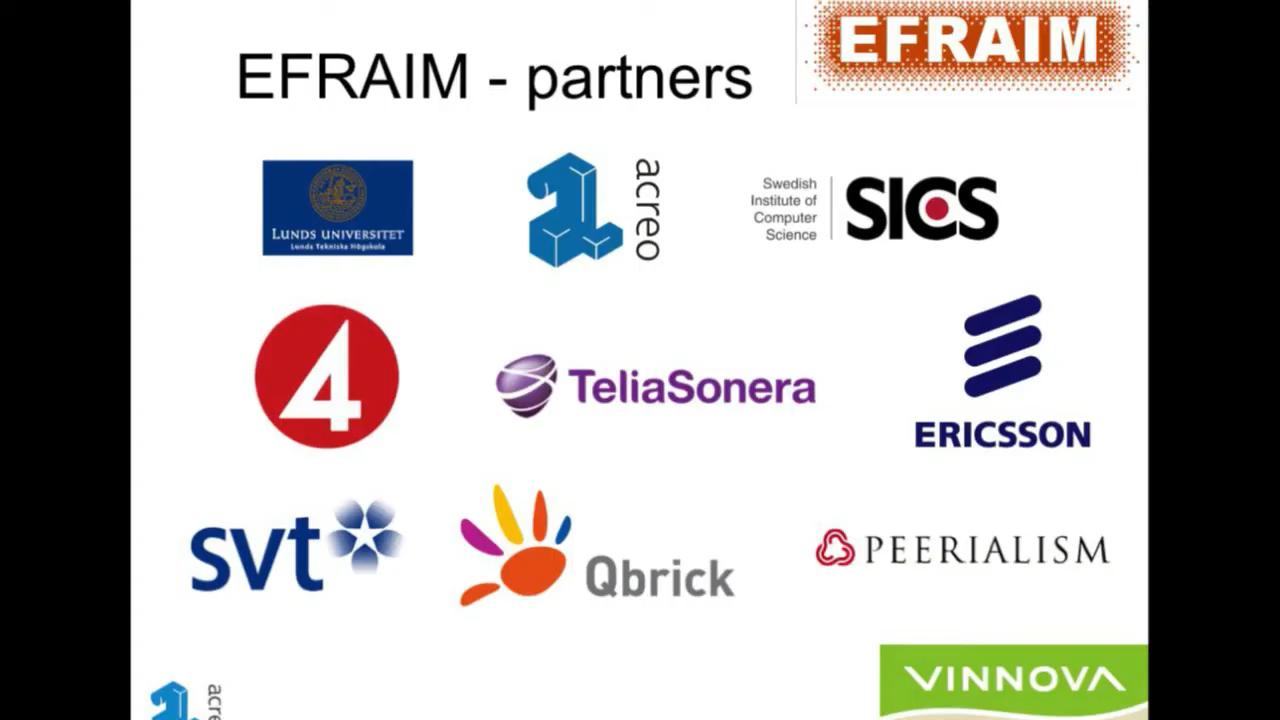 EFRAIM
EFRAIM - partners
LUNDS UNIVERSITET
Lunds Tekniska Högskola
acreo
Swedish
Institute of
Computer
Science
SICS
4
TeliaSonera
ERICSSON
svt
Qbrick
PEERIALISM
acreo
VINNOVA